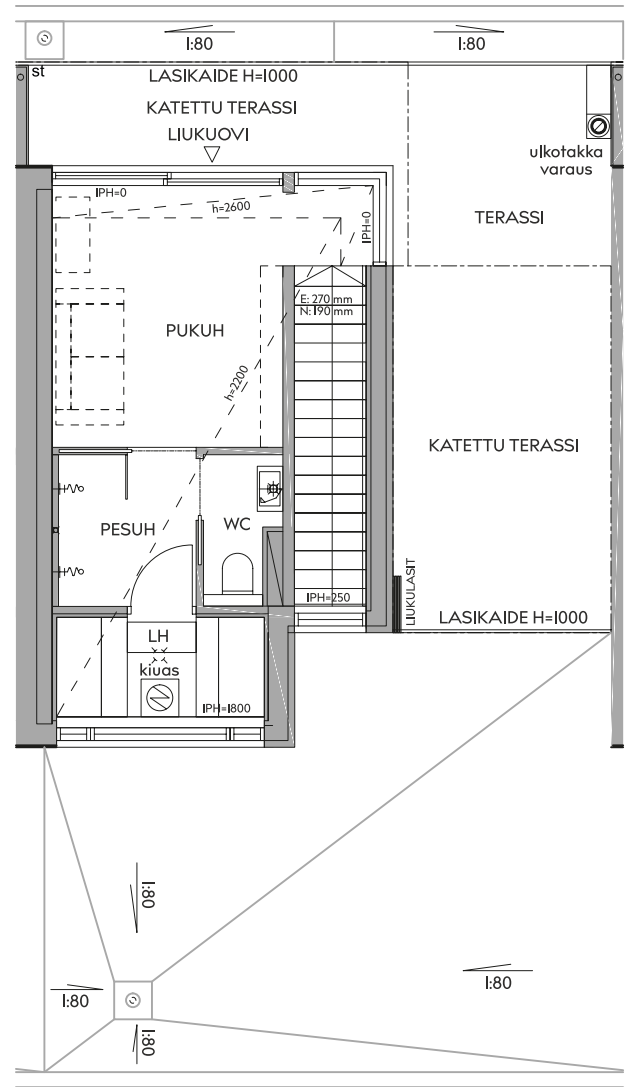 1:80
1:80
st
LASIKAIDE H=1000
KATETTU TERASSI
LIUKUOVI
ulkotakka
varaus
IPH=0
h=2600
IPH=0
TERASSI
E: 270 mm
N: 190 mm
PUKUH
h=2200
KATETTU TERASSI
PESUH
WC
LIUKULASIT
IPH=250
LASIKAIDE H=1000
LH
kiuas
IPH=1800
1:80
1:80
1:80
1:80